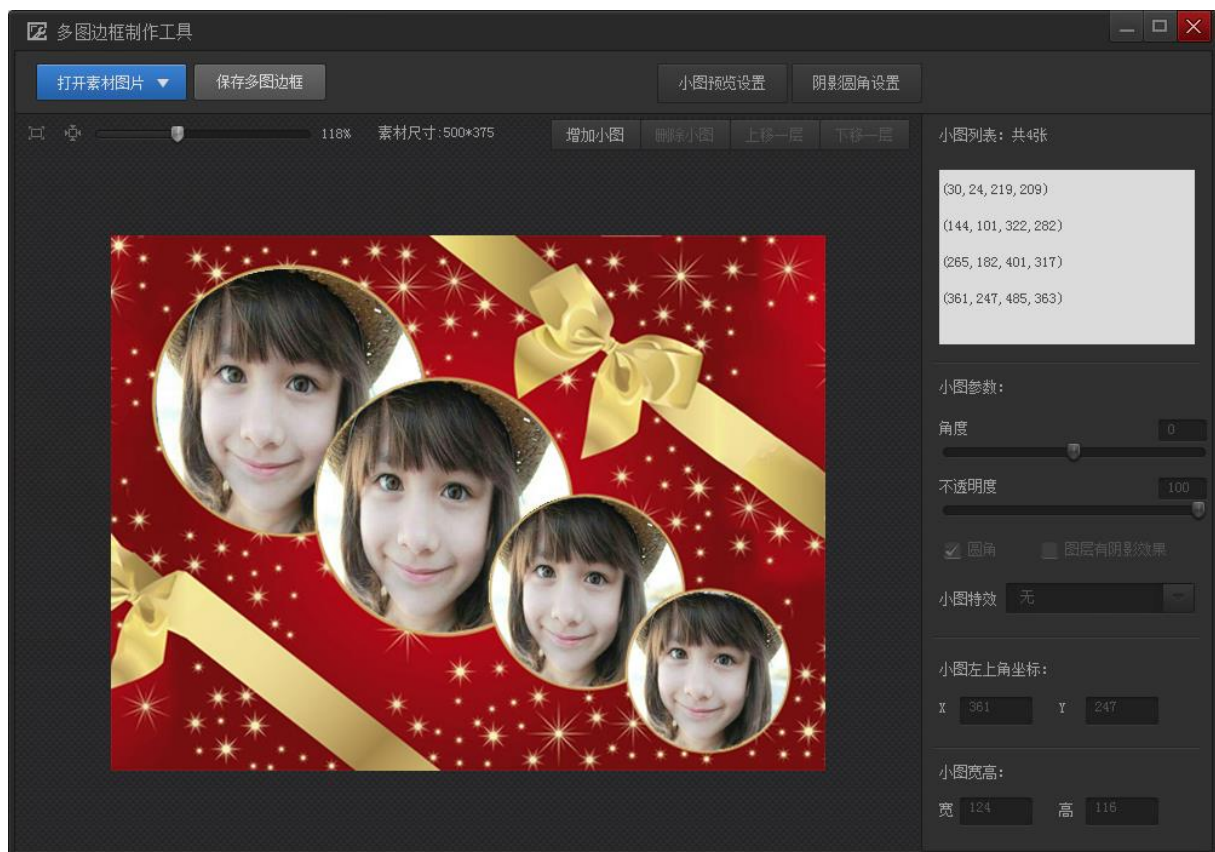 多图边框制作工具
打开素材图片 保存多图边框 小图预览设置 阴影圆角设置
118% 素材尺寸:500*375 增加小图 删除小图 上移一层 下移一层
小图列表: 共4张
(30, 24, 219, 209)
(144, 101, 322, 282)
(265, 182, 401, 317)
(361, 247, 485, 363)
小图参数:
角度 0
不透明度 100
圆角 图层有阴影效果
小图特效 无
小图左上角坐标:
X 361 Y 247
小图宽高:
宽 124 高 116